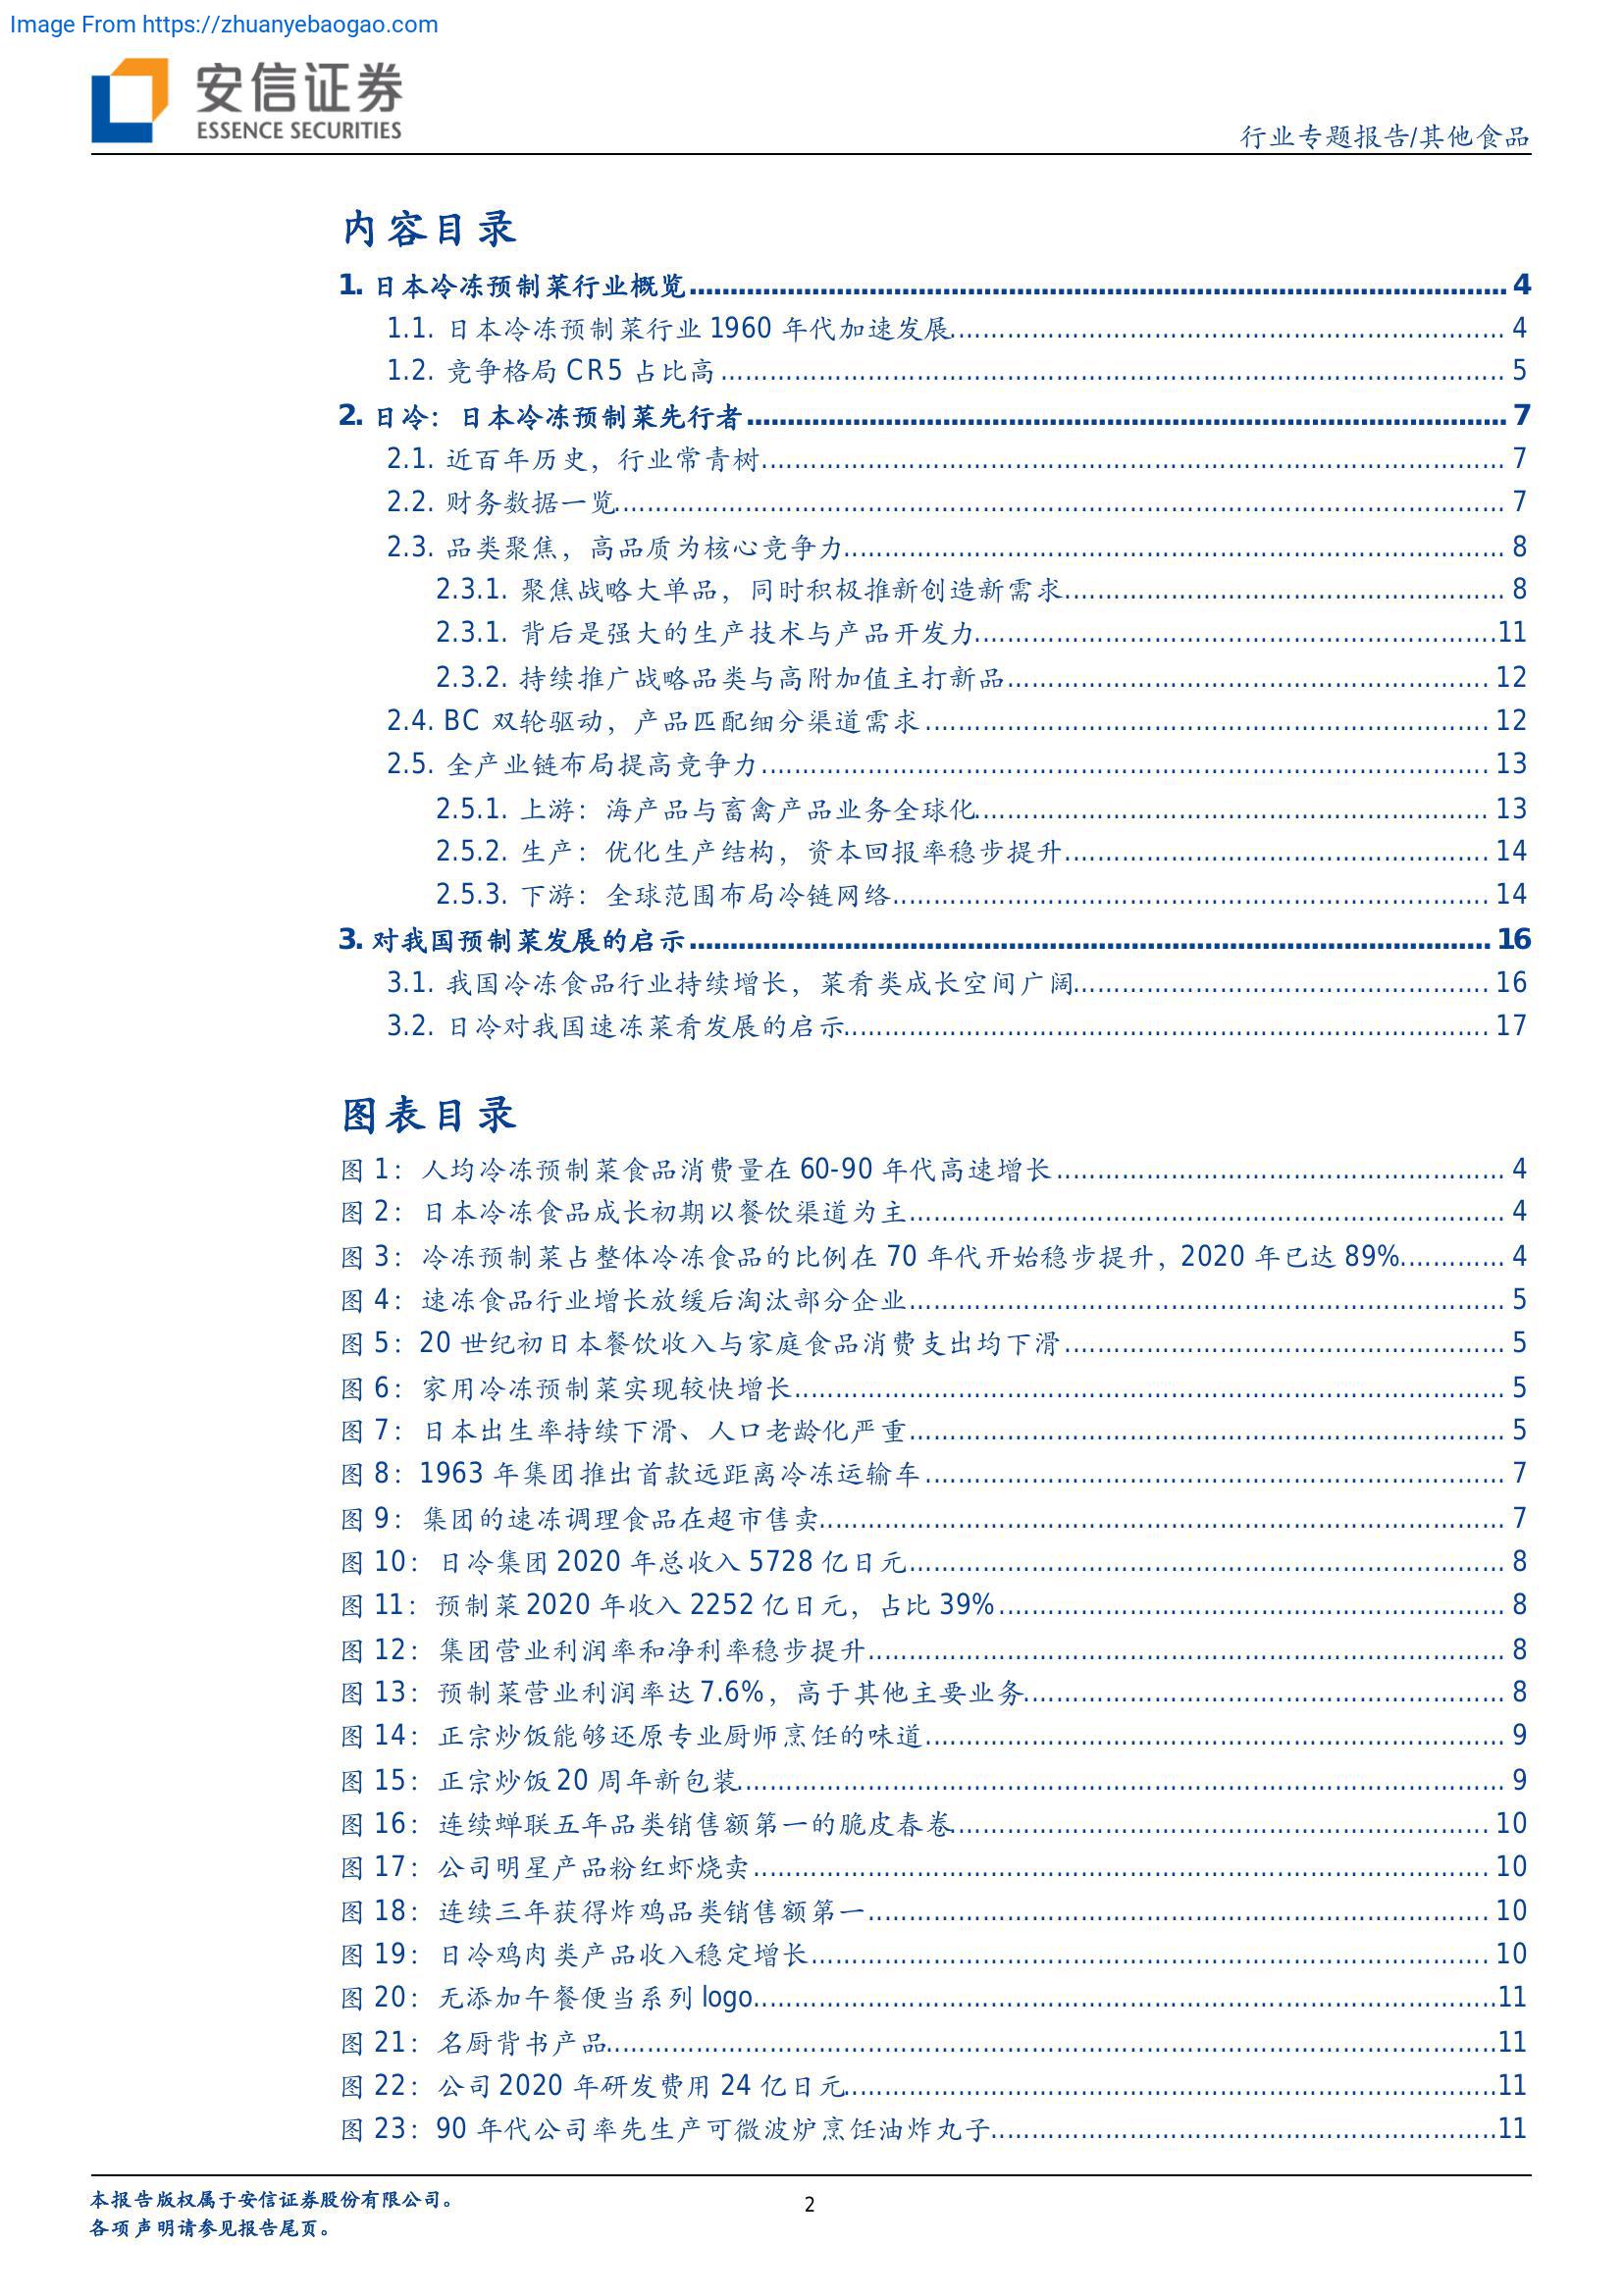 Image From https://zhuanyebaogao.com
安信证券
ESSENCE SECURITIES
行业专题报告/其他食品
内容目录
1. 日本冷冻预制菜行业概览 4
1.1. 日本冷冻预制菜行业 1960 年代加速发展 4
1.2. 竞争格局 CR5 占比高 5
2. 日冷：日本冷冻预制菜先行者 7
2.1. 近百年历史，行业常青树 7
2.2. 财务数据一览 7
2.3. 品类聚焦，高品质为核心竞争力 8
2.3.1. 聚焦战略大单品，同时积极推新创造新需求 8
2.3.1. 背后是强大的生产技术与产品开发力 11
2.3.2. 持续推广战略品类与高附加值主打新品 12
2.4. BC 双轮驱动，产品匹配细分渠道需求 12
2.5. 全产业链布局提高竞争力 13
2.5.1. 上游：海产品与畜禽产品业务全球化 13
2.5.2. 生产：优化生产结构，资本回报率稳步提升 14
2.5.3. 下游：全球范围布局冷链网络 14
3. 对我国预制菜发展的启示 16
3.1. 我国冷冻食品行业持续增长，菜肴类成长空间广阔 16
3.2. 日冷对我国速冻菜肴发展的启示 17
图表目录
图 1：人均冷冻预制菜食品消费量在 60-90 年代高速增长 4
图 2：日本冷冻食品成长初期以餐饮渠道为主 4
图 3：冷冻预制菜占整体冷冻食品的比例在 70 年代开始稳步提升，2020 年已达 89% 4
图 4：速冻食品行业增长放缓后淘汰部分企业 5
图 5：20 世纪初日本餐饮收入与家庭食品消费支出均下滑 5
图 6：家用冷冻预制菜实现较快增长 5
图 7：日本出生率持续下滑、人口老龄化严重 5
图 8：1963 年集团推出首款远距离冷冻运输车 7
图 9：集团的速冻调理食品在超市售卖 7
图 10：日冷集团 2020 年总收入 5728 亿日元 8
图 11：预制菜 2020 年收入 2252 亿日元，占比 39% 8
图 12：集团营业利润率和净利率稳步提升 8
图 13：预制菜营业利润率达 7.6%，高于其他主要业务 8
图 14：正宗炒饭能够还原专业厨师烹饪的味道 9
图 15：正宗炒饭 20 周年新包装 9
图 16：连续蝉联五年品类销售额第一的脆皮春卷 10
图 17：公司明星产品粉红虾烧卖 10
图 18：连续三年获得炸鸡品类销售额第一 10
图 19：日冷鸡肉类产品收入稳定增长 10
图 20：无添加午餐便当系列 logo 11
图 21：名厨背书产品 11
图 22：公司 2020 年研发费用 24 亿日元 11
图 23：90 年代公司率先生产可微波炉烹饪油炸丸子 11
本报告版权属于安信证券股份有限公司。
2
各项声明请参见报告尾页。